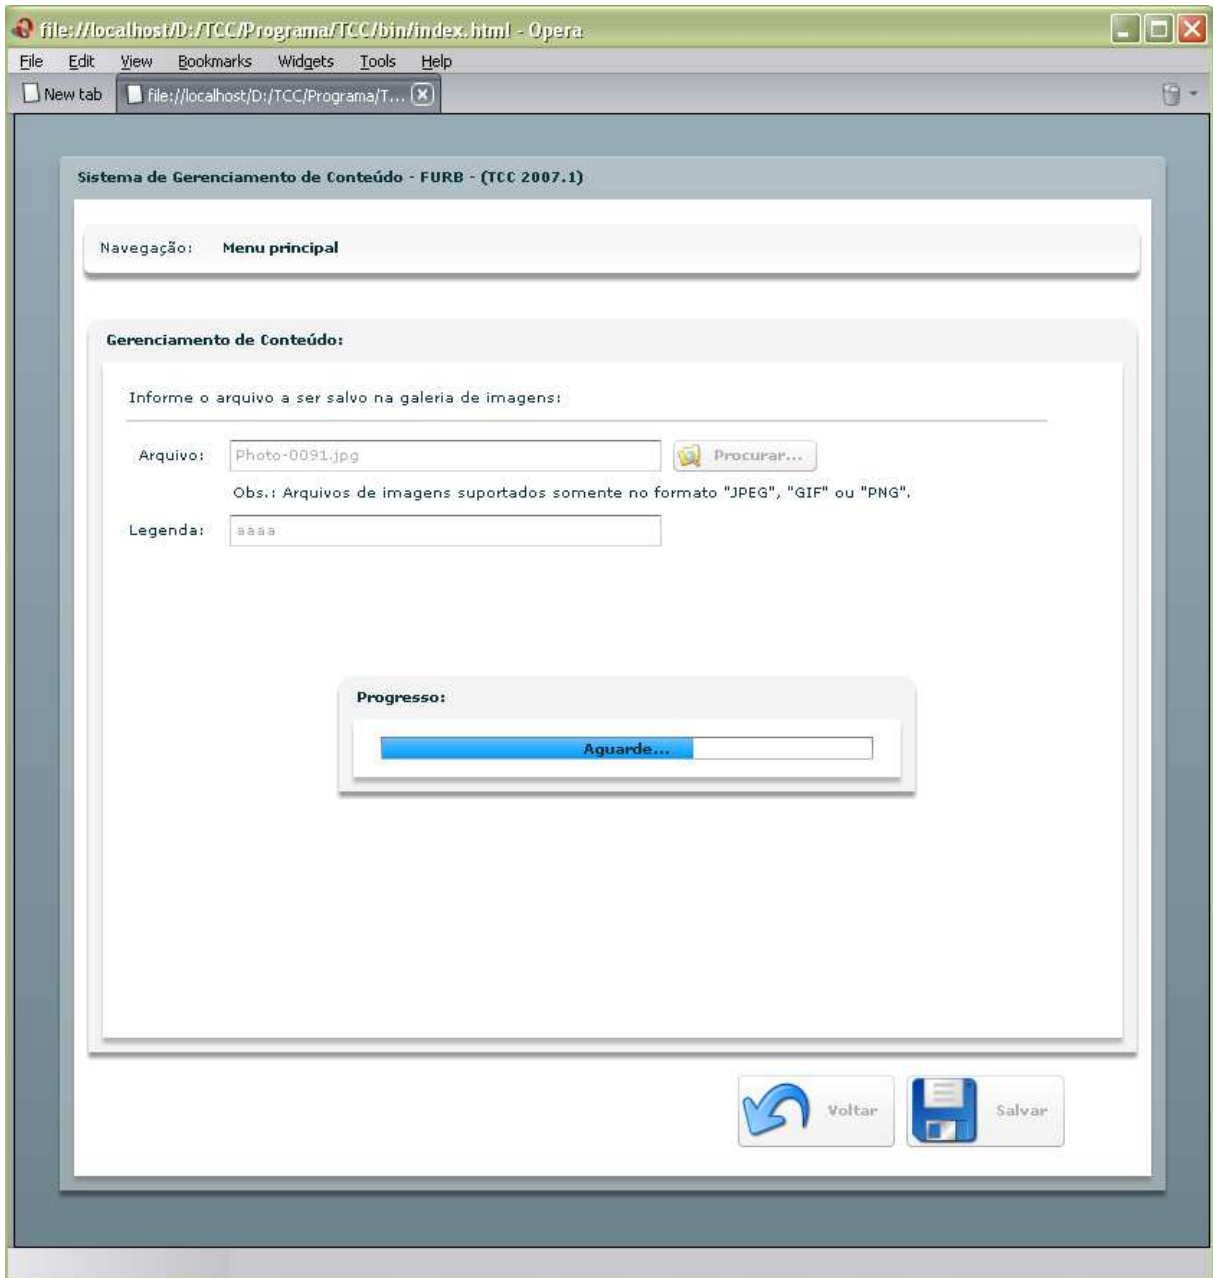 file://localhost/D:/TCC/Programa/TCC/bin/index.html - Opera
File Edit View Bookmarks Widgets Tools Help
New tab file://localhost/D:/TCC/Programa/T...
Sistema de Gerenciamento de Conteúdo - FURB - (TCC 2007.1)
Navegação: Menu principal
Gerenciamento de Conteúdo:
Informe o arquivo a ser salvo na galeria de imagens:
Arquivo: Photo-0091.jpg Procurar...
Obs.: Arquivos de imagens suportados somente no formato "JPEG", "GIF" ou "PNG".
Legenda: aaaa
Progresso:
Aguarde...
Voltar Salvar